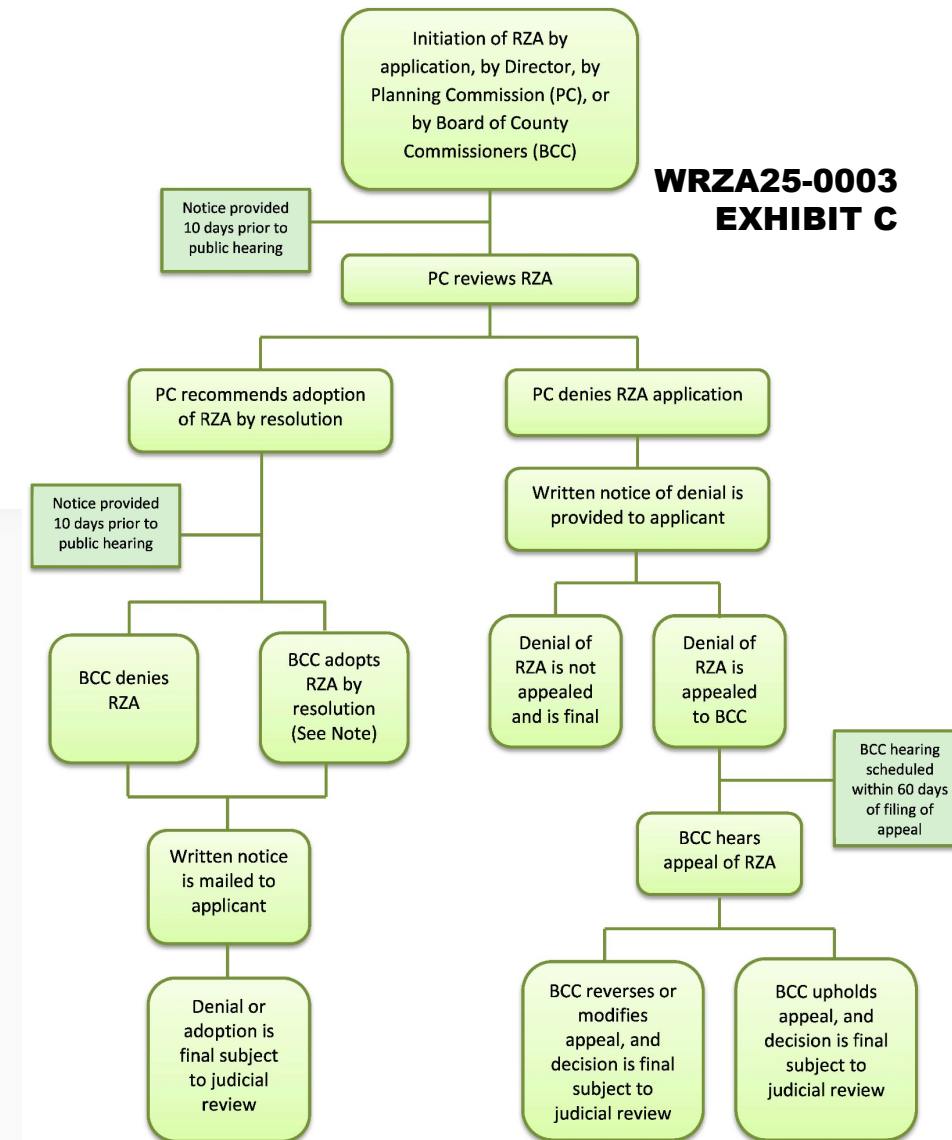 Initiation of RZA by
application, by Director, by
Planning Commission (PC), or
by Board of County
Commissioners (BCC)
WRZA25-0003
EXHIBIT C
Notice provided
10 days prior to
public hearing
PC reviews RZA
PC recommends adoption
of RZA by resolution
PC denies RZA application
Written notice of denial is
provided to applicant
Notice provided
10 days prior to
public hearing
BCC denies
RZA
BCC adopts
RZA by
resolution
(See Note)
Denial of
RZA is not
appealed
and is final
Denial of
RZA is
appealed
to BCC
BCC hearing
scheduled
within 60 days
of filing of
appeal
BCC hears
appeal of RZA
Written notice
is mailed to
applicant
Denial or
adoption is
final subject
to judicial
review
BCC reverses or
modifies
appeal, and
decision is final
subject to
judicial review
BCC upholds
appeal, and
decision is final
subject to
judicial review